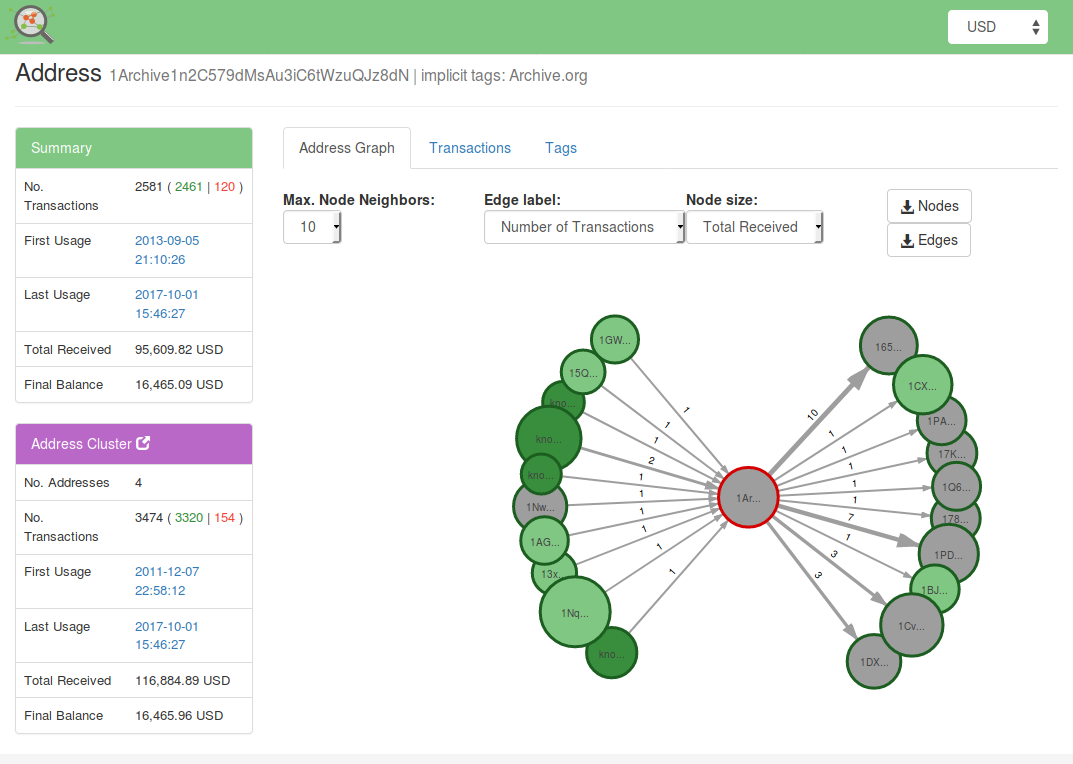 USD
Address 1Archive1n2C579dMsAu3iC6tWzuQJz8dN | implicit tags: Archive.org
Summary
No. Transactions 2581 ( 2461 | 120 )
First Usage 2013-09-05 21:10:26
Last Usage 2017-10-01 15:46:27
Total Received 95,609.82 USD
Final Balance 16,465.09 USD
Address Cluster
No. Addresses 4
No. Transactions 3474 ( 3320 | 154 )
First Usage 2011-12-07 22:58:12
Last Usage 2017-10-01 15:46:27
Total Received 116,884.89 USD
Final Balance 16,465.96 USD
Address Graph Transactions Tags
Max. Node Neighbors: Edge label: Node size:
10 Number of Transactions Total Received
Nodes
Edges
1GW...
15Q...
kno...
kno...
kno...
1Nw...
1AG...
13x...
1Nq...
kno...
1
1
1
2
1
1
1
1
1
1
1Ar...
10
1
1
1
1
1
7
1
3
3
165...
1CX...
1PA...
17K...
1Q6...
178...
1PD...
1BJ...
1Cv...
1DX...